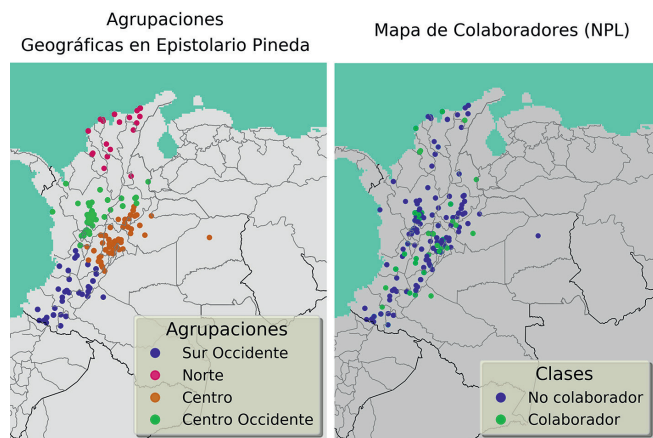 Agrupaciones
Geográficas en Epistolario Pineda
Agrupaciones
Sur Occidente
Norte
Centro
Centro Occidente
Mapa de Colaboradores (NPL)
Clases
No colaborador
Colaborador